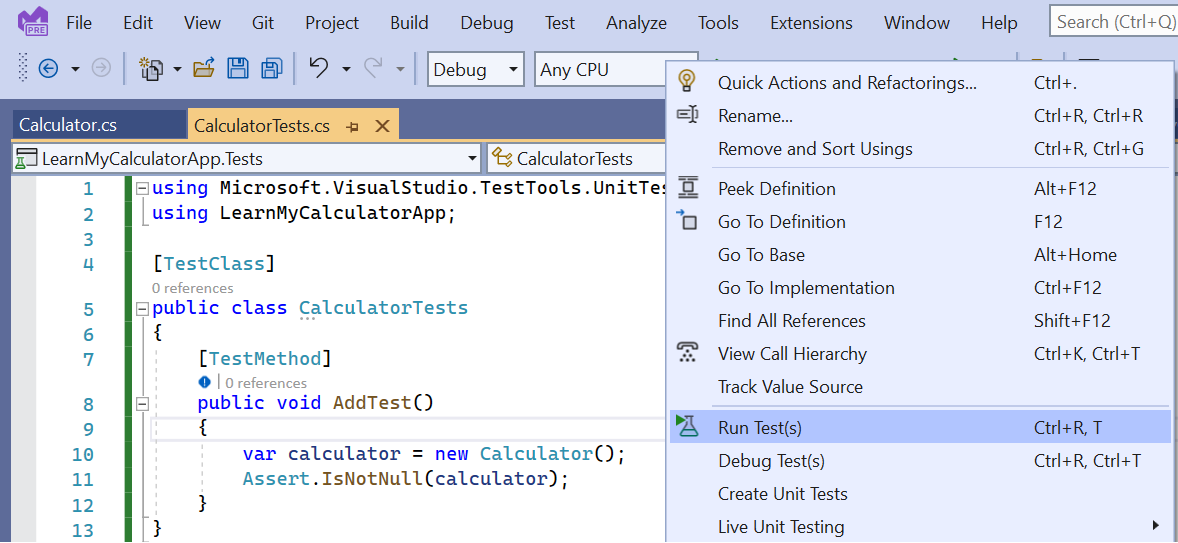 PRE File Edit View Git Project Build Debug Test Analyze Tools Extensions Window Help Search (Ctrl+Q)
Debug Any CPU
Calculator.cs CalculatorTests.cs
LearnMyCalculatorApp.Tests CalculatorTests
1 using Microsoft.VisualStudio.TestTools.UnitTes
2 using LearnMyCalculatorApp;
3
4 [TestClass]
0 references
5 public class CalculatorTests
6 {
7 [TestMethod]
0 references
8 public void AddTest()
9 {
10 var calculator = new Calculator();
11 Assert.IsNotNull(calculator);
12 }
13 }
Quick Actions and Refactorings... Ctrl+.
Rename... Ctrl+R, Ctrl+R
Remove and Sort Usings Ctrl+R, Ctrl+G
Peek Definition Alt+F12
Go To Definition F12
Go To Base Alt+Home
Go To Implementation Ctrl+F12
Find All References Shift+F12
View Call Hierarchy Ctrl+K, Ctrl+T
Track Value Source
Run Test(s) Ctrl+R, T
Debug Test(s) Ctrl+R, Ctrl+T
Create Unit Tests
Live Unit Testing